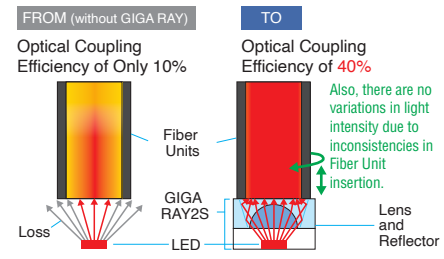 FROM (without GIGA RAY)
Optical Coupling
Efficiency of Only 10%
TO
Optical Coupling
Efficiency of 40%
Also, there are no
variations in light
intensity due to
inconsistencies in
Fiber Unit
insertion.
Fiber
Units
GIGA
RAY2S
Loss
LED
Lens
and
Reflector